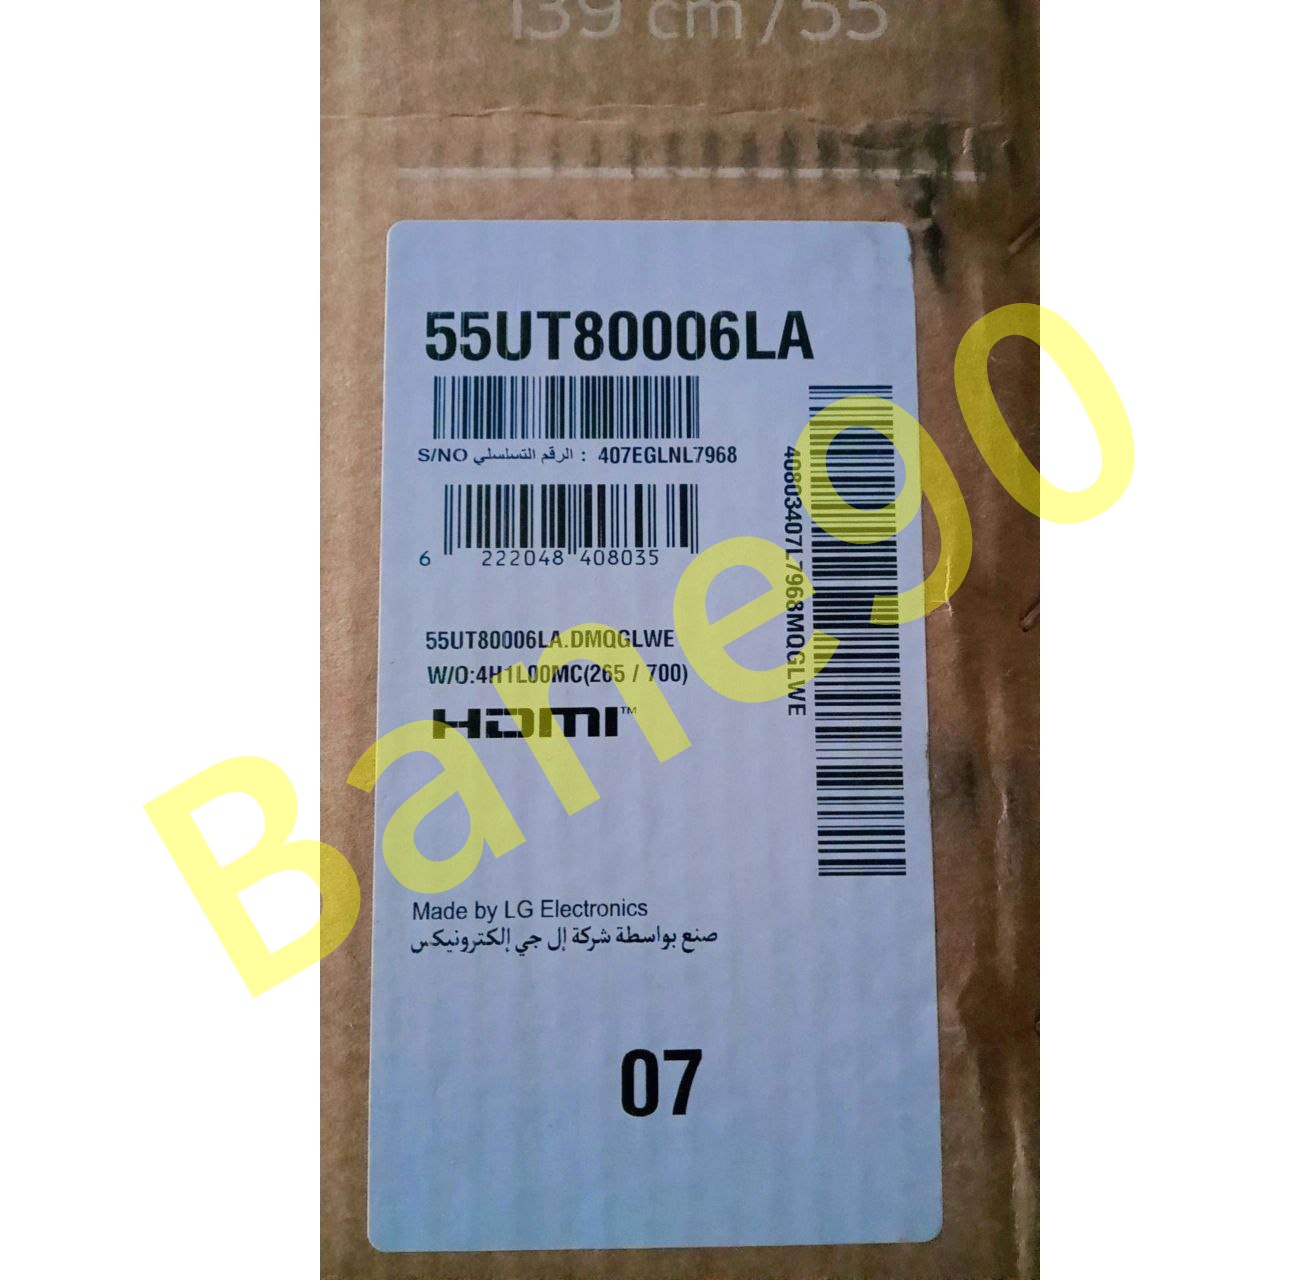 139 cm / 55
55UT80006LA
S/NO الرقم التسلسلي : 407EGLNL7968
6 222048 408035
40803407L7968MQGLWE
55UT80006LA.DMQGLWE
W/O:4H1L00MC(265 / 700)
HDMI™
Made by LG Electronics
صنع بواسطة شركة إل جي إلكترونيكس
07
Bane90